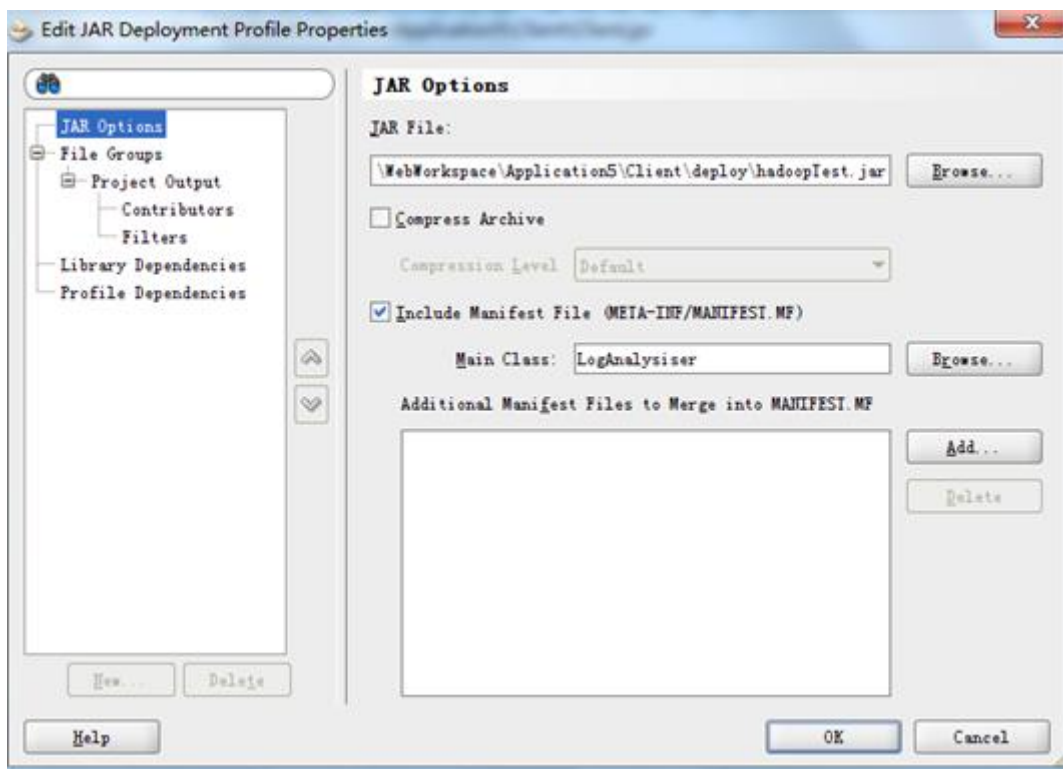 Edit JAR Deployment Profile Properties
JAR Options
File Groups
Project Output
Contributors
Filters
Library Dependencies
Profile Dependencies
New...
Delete
JAR Options
JAR File:
\WebWorkspace\Application5\Client\deploy\hadoopTest.jar
Browse...
Compress Archive
Compression Level
Default
Include Manifest File (META-INF/MANIFEST.MF)
Main Class:
LogAnalysiser
Browse...
Additional Manifest Files to Merge into MANIFEST.MF
Add...
Delete
Help
OK
Cancel